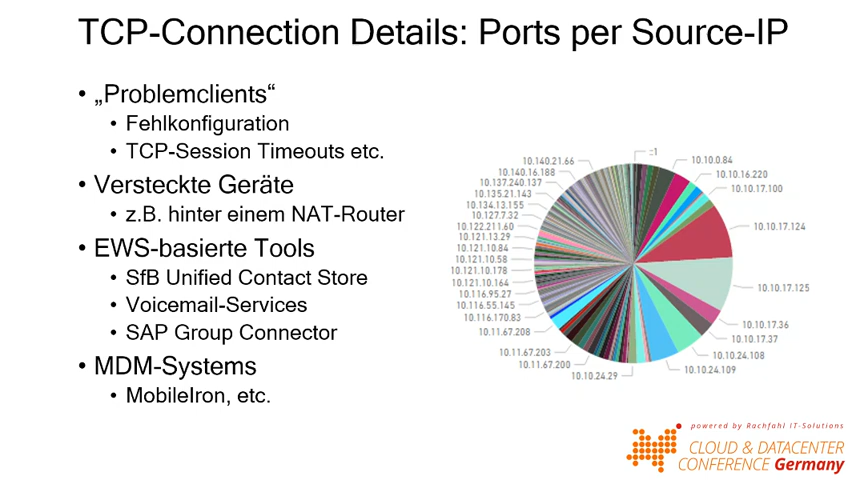 TCP-Connection Details: Ports per Source-IP
• „Problemclients“
• Fehlkonfiguration
• TCP-Session Timeouts etc.
• Versteckte Geräte
• z.B. hinter einem NAT-Router
• EWS-basierte Tools
• SfB Unified Contact Store
• Voicemail-Services
• SAP Group Connector
• MDM-Systems
• MobileIron, etc.
::1
10.10.0.84
10.10.16.220
10.10.17.100
10.10.17.124
10.10.17.125
10.10.17.36
10.10.17.37
10.10.24.108
10.10.24.109
10.10.24.29
10.11.67.200
10.11.67.203
10.11.67.208
10.116.170.83
10.116.55.145
10.116.95.27
10.121.10.164
10.121.10.178
10.121.10.58
10.121.10.84
10.121.13.29
10.122.211.60
10.127.7.32
10.134.13.155
10.135.21.143
10.137.240.137
10.140.16.188
10.140.21.66
powered by Rachfahl IT-Solutions
CLOUD & DATACENTER
CONFERENCE Germany